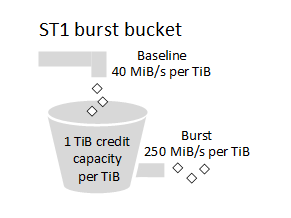 ST1 burst bucket
Baseline
40 MiB/s per TiB
1 TiB credit
capacity
per TiB
Burst
250 MiB/s per TiB